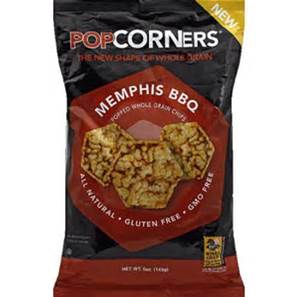 NEW
POPCORNERS®
THE NEW SHAPE OF WHOLE GRAIN
MEMPHIS BBQ
POPPED WHOLE GRAIN CHIPS
ALL NATURAL • GLUTEN FREE • GMO FREE
NET WT. 5oz. (142g)